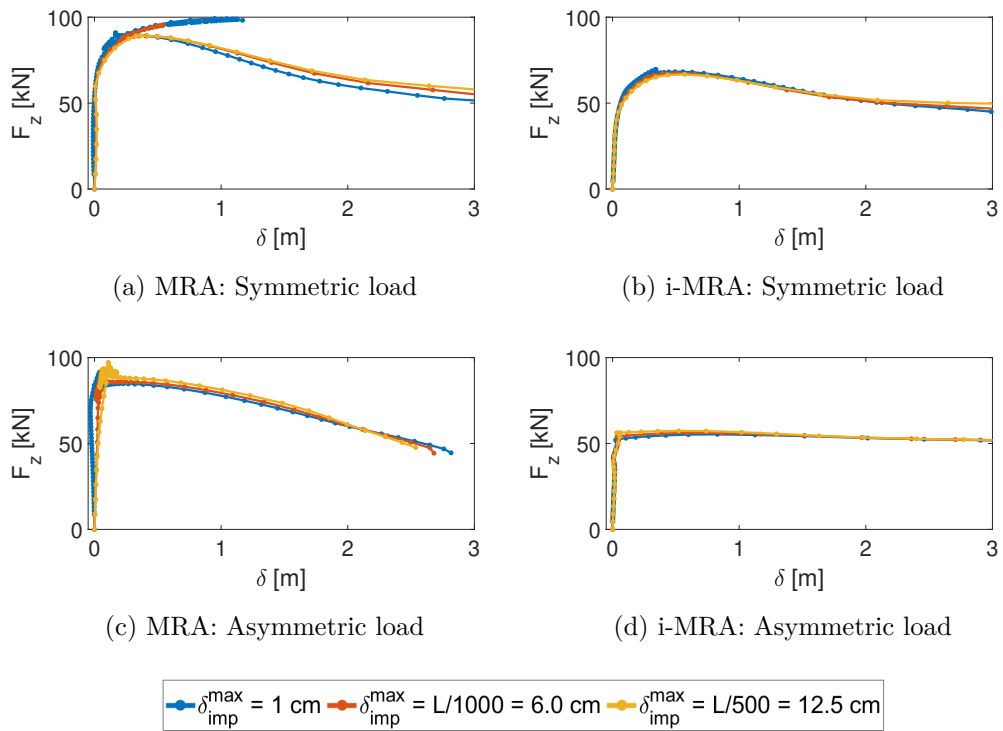 100
50
0
F_z [kN]
0 1 2 3
δ [m]
(a) MRA: Symmetric load
100
50
0
F_z [kN]
0 1 2 3
δ [m]
(b) i-MRA: Symmetric load
100
50
0
F_z [kN]
0 1 2 3
δ [m]
(c) MRA: Asymmetric load
100
50
0
F_z [kN]
0 1 2 3
δ [m]
(d) i-MRA: Asymmetric load
δ_imp^max = 1 cm δ_imp^max = L/1000 = 6.0 cm δ_imp^max = L/500 = 12.5 cm